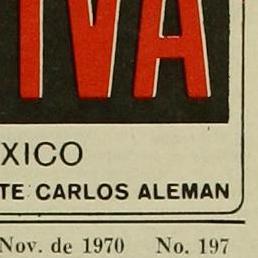 IVA
XICO
TE CARLOS ALEMAN
Nov. de 1970 No. 197